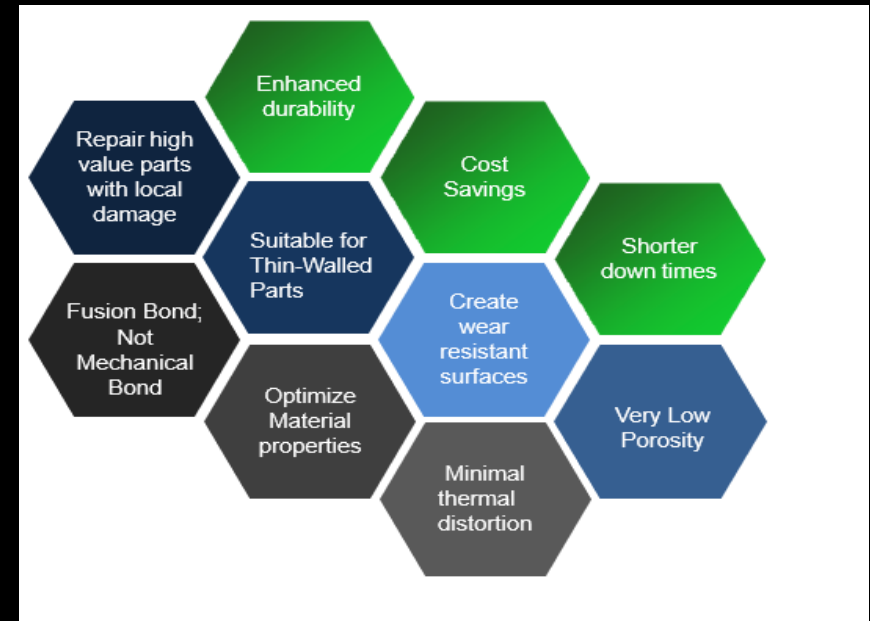 Enhanced
durability
Repair high
value parts
with local
damage
Cost
Savings
Suitable for
Thin-Walled
Parts
Shorter
down times
Fusion Bond;
Not
Mechanical
Bond
Create
wear
resistant
surfaces
Optimize
Material
properties
Very Low
Porosity
Minimal
thermal
distortion